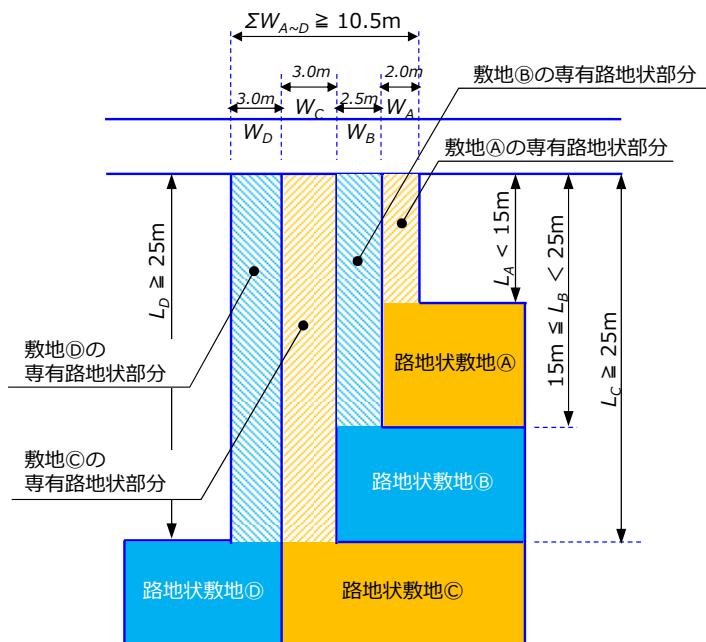 ΣW_A~D ≧ 10.5m
3.0m
2.0m
敷地Ⓑの専有路地状部分
3.0m
W_C
2.5m
W_A
W_D
W_B
敷地Ⓐの専有路地状部分
L_D ≧ 25m
L_A < 15m
15m ≦ L_B < 25m
L_C ≧ 25m
敷地Ⓓの
専有路地状部分
路地状敷地Ⓐ
敷地Ⓒの
専有路地状部分
路地状敷地Ⓑ
路地状敷地Ⓓ
路地状敷地Ⓒ